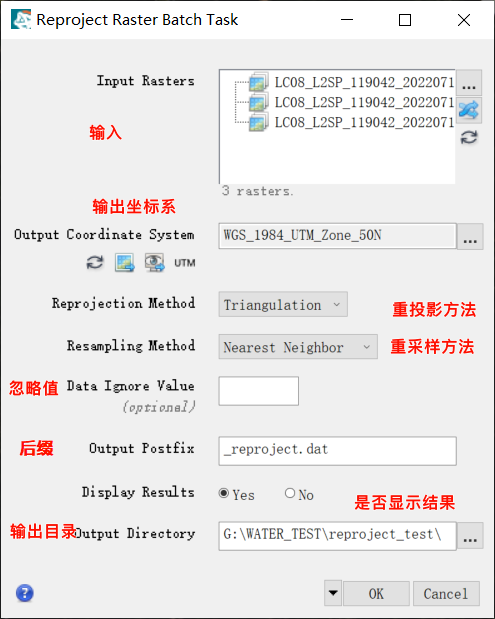 Reproject Raster Batch Task
Input Rasters
LC08_L2SP_119042_2022071
LC08_L2SP_119042_2022071
LC08_L2SP_119042_2022071
...
输入
3 rasters.
输出坐标系
Output Coordinate System
WGS_1984_UTM_Zone_50N
...
UTM
Reprojection Method
Triangulation
重投影方法
Resampling Method
Nearest Neighbor
重采样方法
忽略值
Data Ignore Value
(optional)
后缀
Output Postfix
_reproject.dat
Display Results
Yes
No
是否显示结果
输出目录
Output Directory
G:\WATER_TEST\reproject_test\
...
?
OK
Cancel